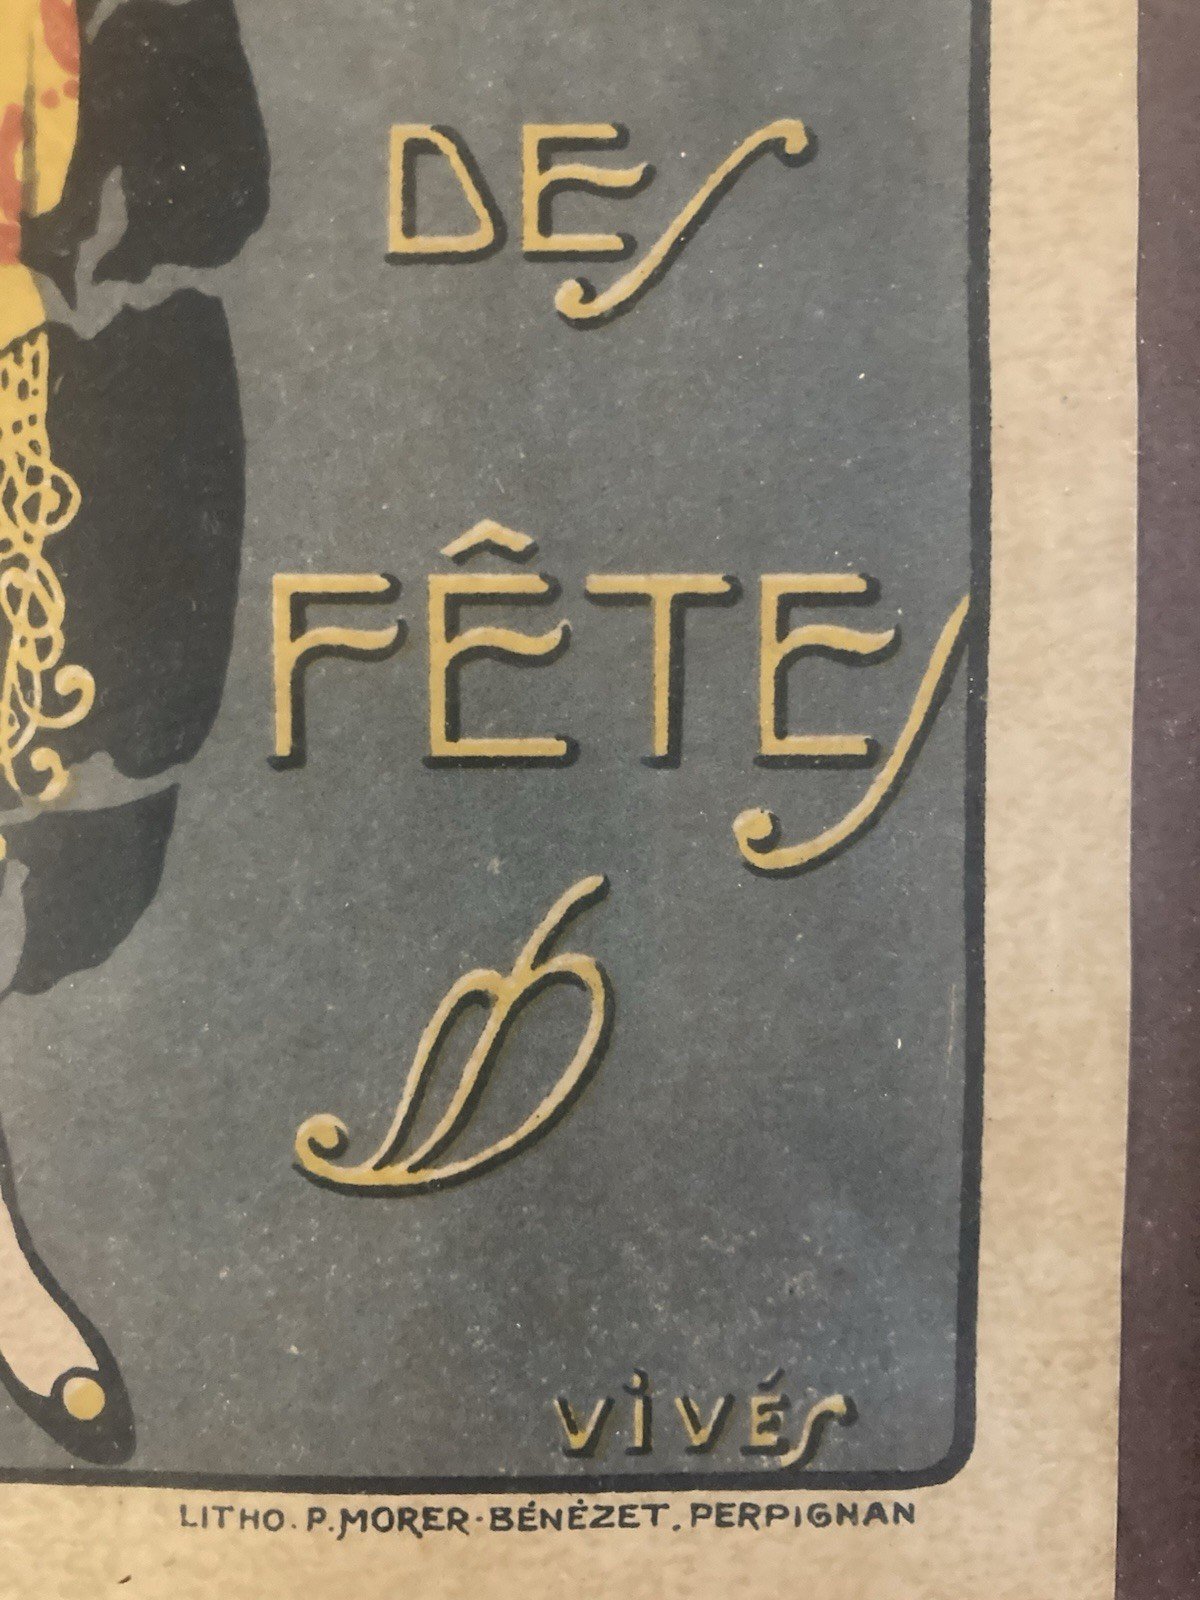 DES
FÊTES
VIVÉS
LITHO. P. MORER-BÉNÉZET, PERPIGNAN